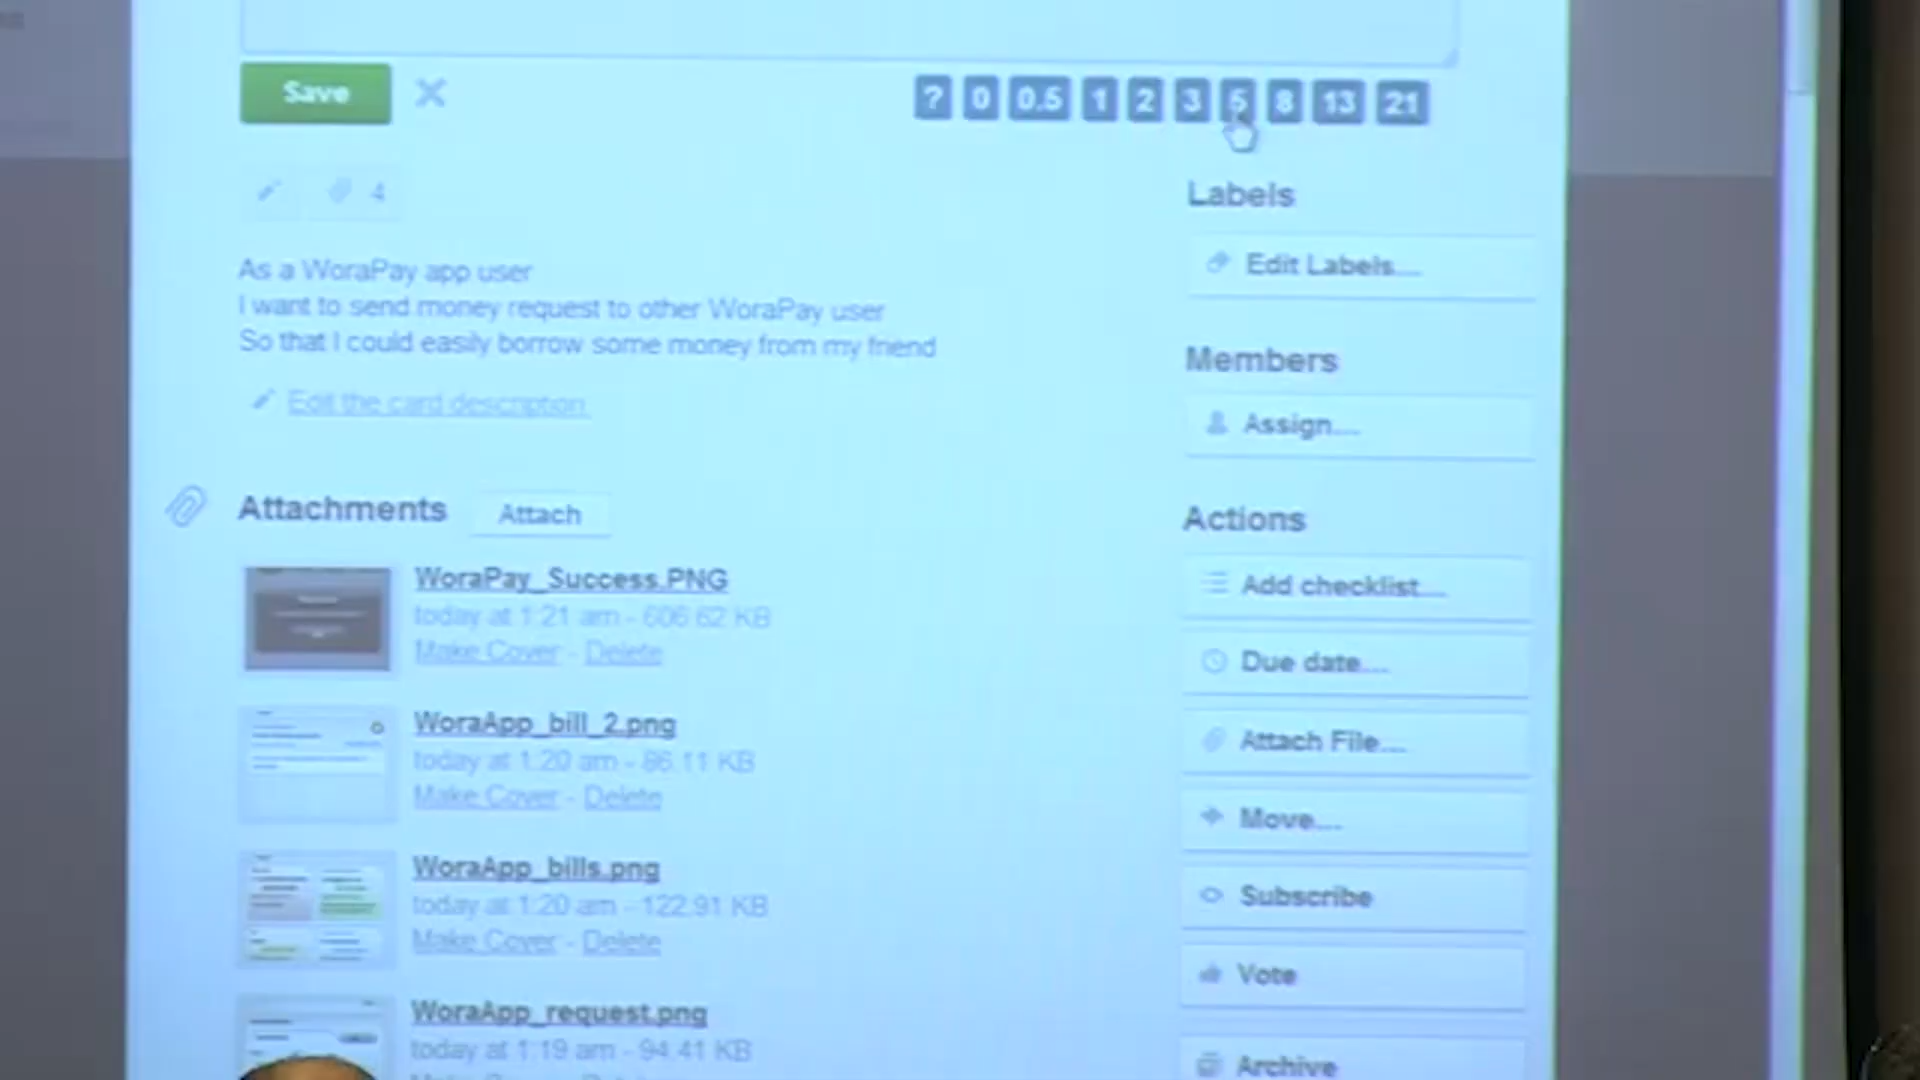 Save
? 0 0.5 1 2 3 5 8 13 21
4
As a WoraPay app user
I want to send money request to other WoraPay user
So that I could easily borrow some money from my friend
Edit the card description.
Attachments Attach
WoraPay_Success.PNG
today at 1:21 am - 606.62 KB
Make Cover - Delete
WoraApp_bill_2.png
today at 1:20 am - 86.11 KB
Make Cover - Delete
WoraApp_bills.png
today at 1:20 am - 122.91 KB
Make Cover - Delete
WoraApp_request.png
today at 1:19 am - 94.41 KB
Labels
Edit Labels...
Members
Assign...
Actions
Add checklist...
Due date...
Attach File...
Move...
Subscribe
Vote
Archive